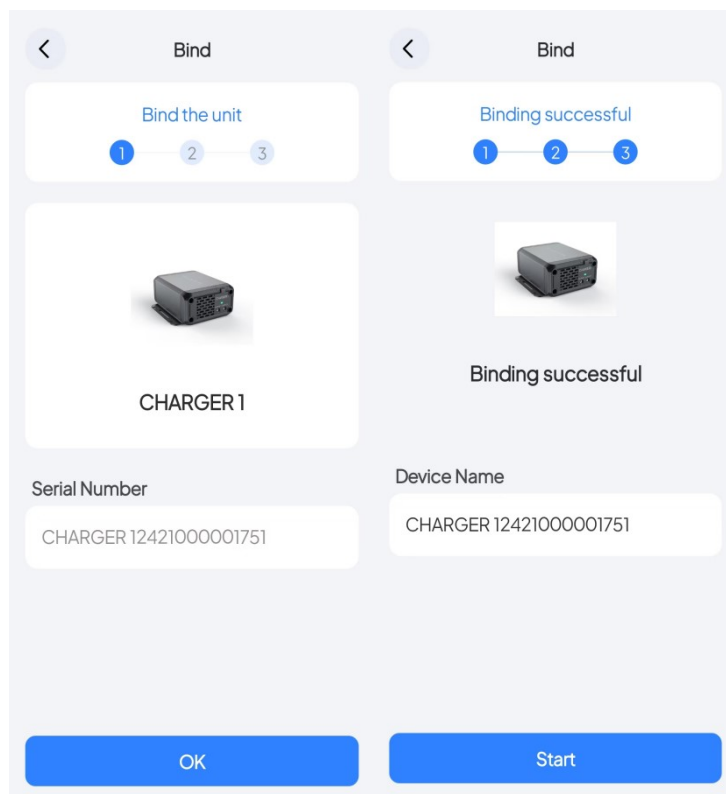 Bind
Bind the unit
1 2 3
CHARGER 1
Serial Number
CHARGER 12421000001751
OK
Bind
Binding successful
1 2 3
Binding successful
Device Name
CHARGER 12421000001751
Start